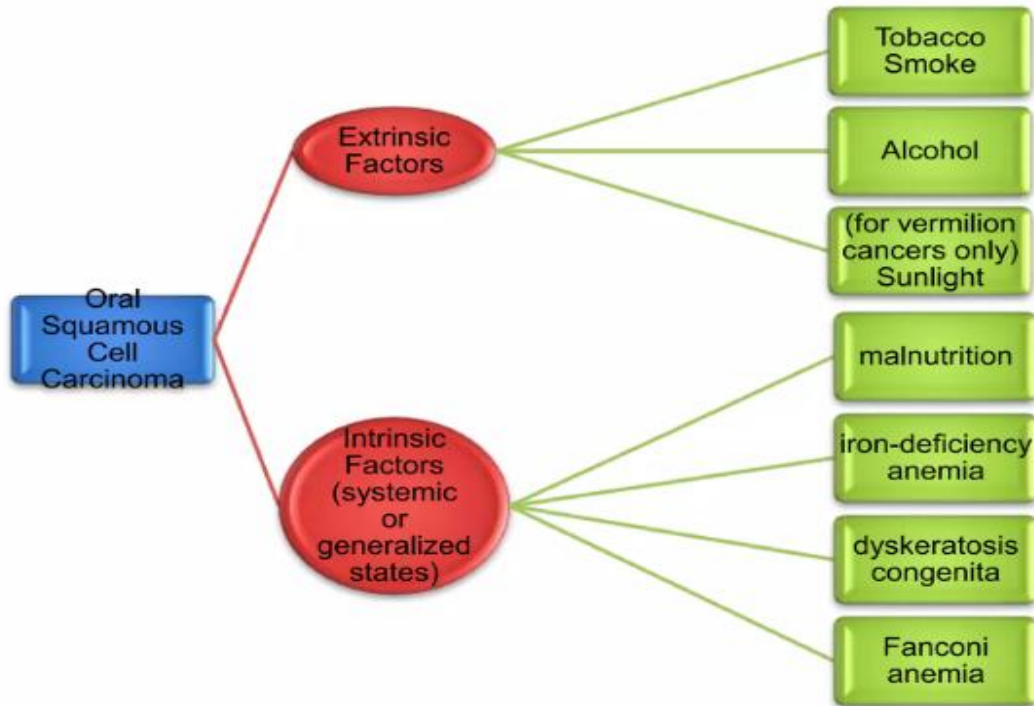 Oral
Squamous
Cell
Carcinoma
Extrinsic
Factors
Tobacco
Smoke
Alcohol
(for vermilion
cancers only)
Sunlight
Intrinsic
Factors
(systemic
or
generalized
states)
malnutrition
iron-deficiency
anemia
dyskeratosis
congenita
Fanconi
anemia